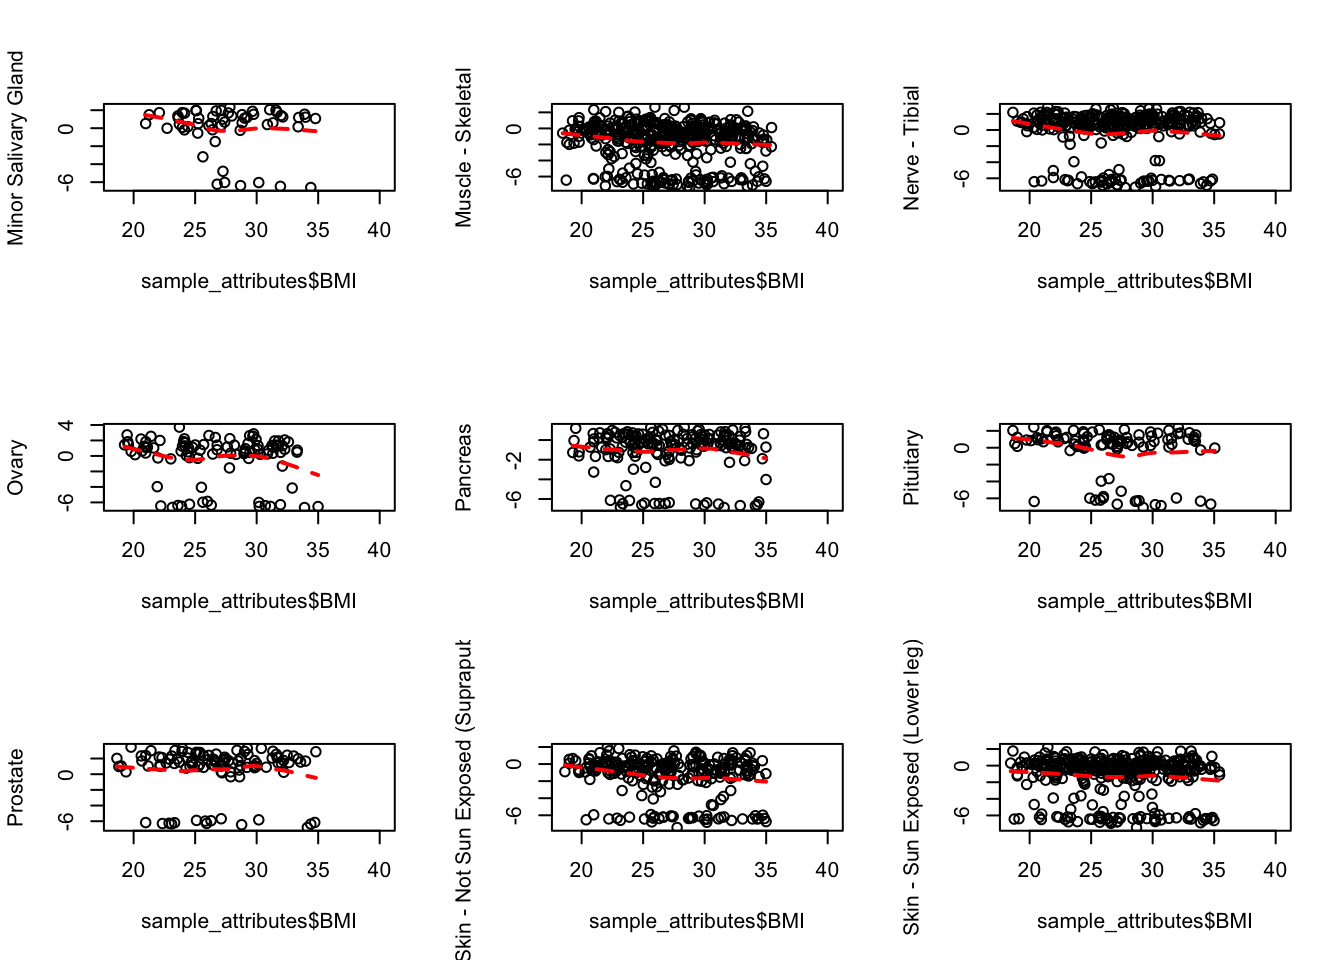 Minor Salivary Gland
0
-6
20 25 30 35 40
sample_attributes$BMI
Muscle - Skeletal
0
-6
20 25 30 35 40
sample_attributes$BMI
Nerve - Tibial
0
-6
20 25 30 35 40
sample_attributes$BMI
Ovary
4
0
-6
20 25 30 35 40
sample_attributes$BMI
Pancreas
-2
-6
20 25 30 35 40
sample_attributes$BMI
Pituitary
0
-6
20 25 30 35 40
sample_attributes$BMI
Prostate
0
-6
20 25 30 35 40
sample_attributes$BMI
Skin - Not Sun Exposed (Suprapub
0
-6
20 25 30 35 40
sample_attributes$BMI
Skin - Sun Exposed (Lower leg)
0
-6
20 25 30 35 40
sample_attributes$BMI